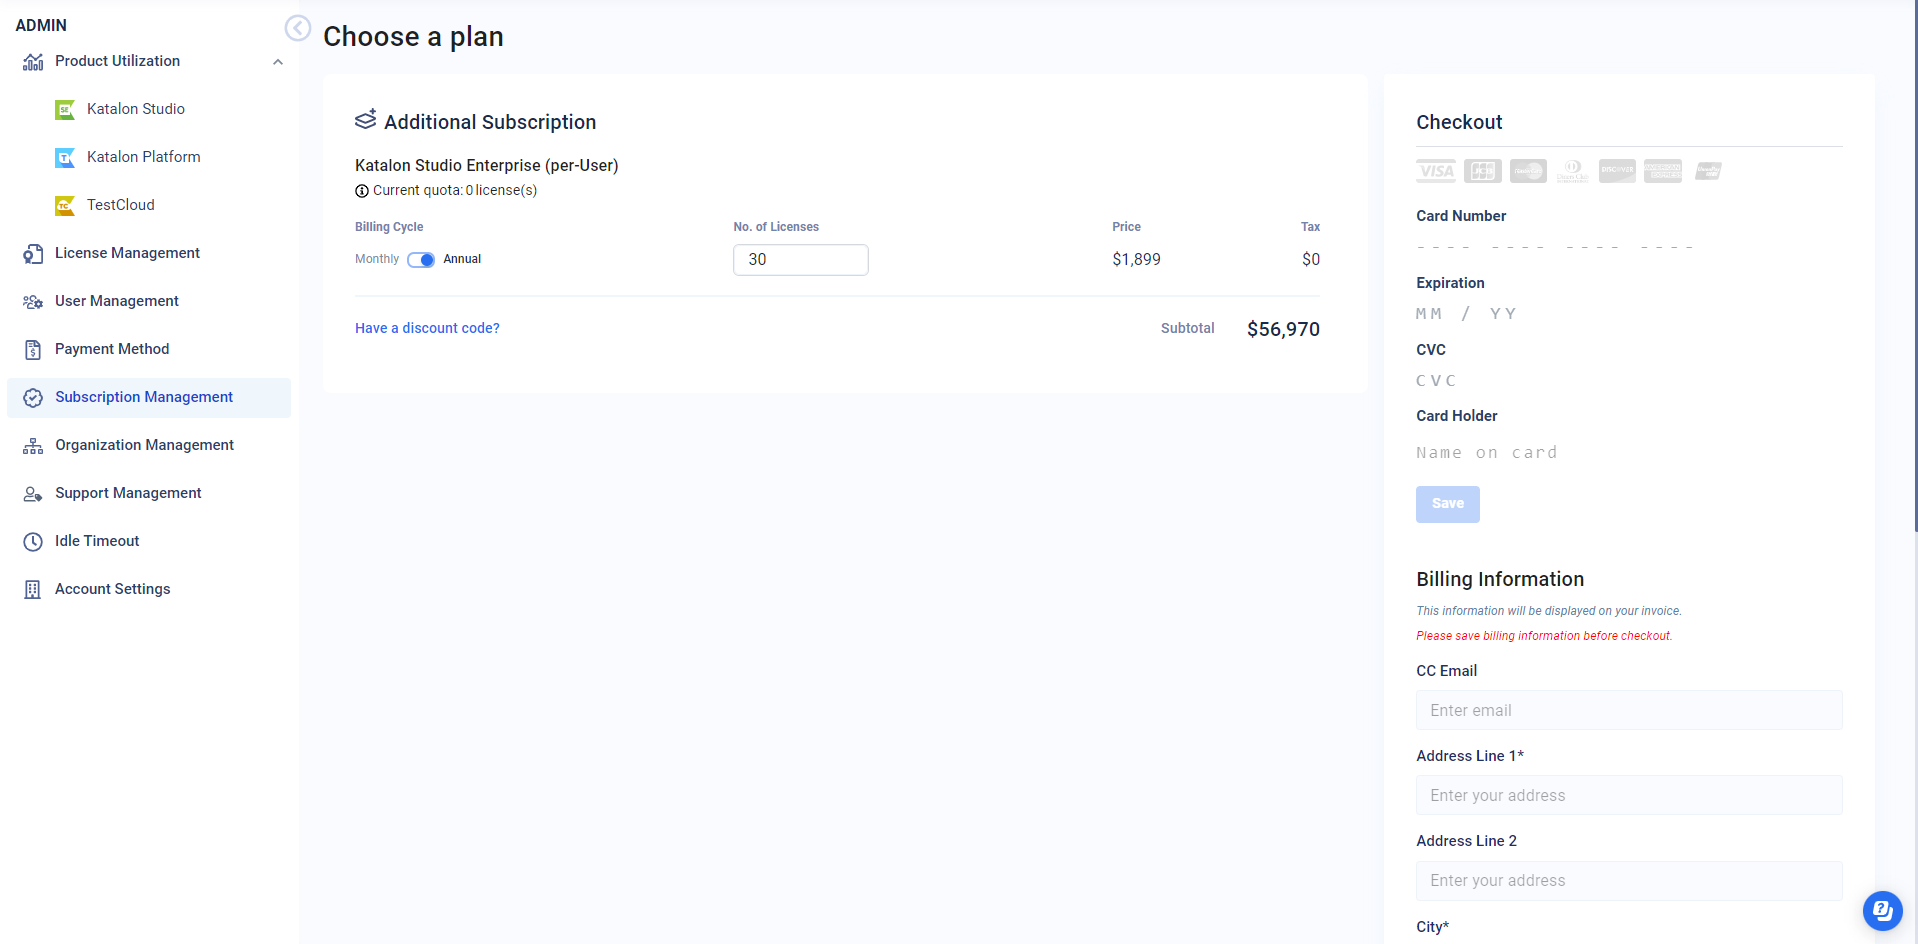 ADMIN
Product Utilization
Katalon Studio
Katalon Platform
TestCloud
License Management
User Management
Payment Method
Subscription Management
Organization Management
Support Management
Idle Timeout
Account Settings
Choose a plan
Additional Subscription
Katalon Studio Enterprise (per-User)
Current quota: 0 license(s)
Billing Cycle No. of Licenses Price Tax
Monthly Annual 30 $1,899 $0
Have a discount code? Subtotal $56,970
Checkout
VISA JCB DISCOVER
Card Number
---- ---- ---- ----
Expiration
MM / YY
CVC
CVC
Card Holder
Name on card
Save
Billing Information
This information will be displayed on your invoice.
Please save billing information before checkout.
CC Email
Enter email
Address Line 1*
Enter your address
Address Line 2
Enter your address
City*